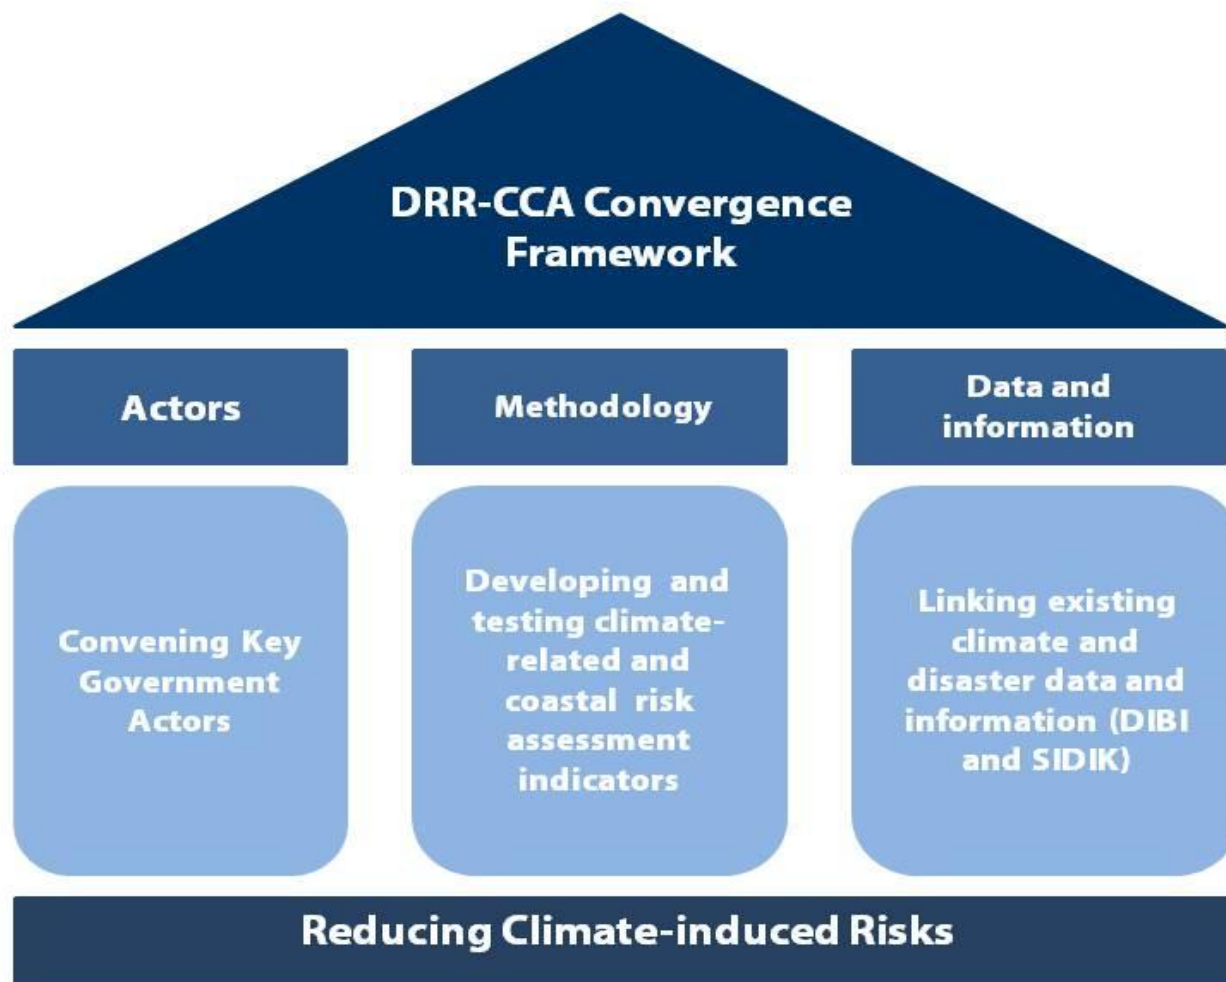 DRR-CCA Convergence
Framework
Actors
Methodology
Data and
information
Convening Key
Government
Actors
Developing and
testing climate-
related and
coastal risk
assessment
indicators
Linking existing
climate and
disaster data and
information (DIBI
and SIDIK)
Reducing Climate-induced Risks